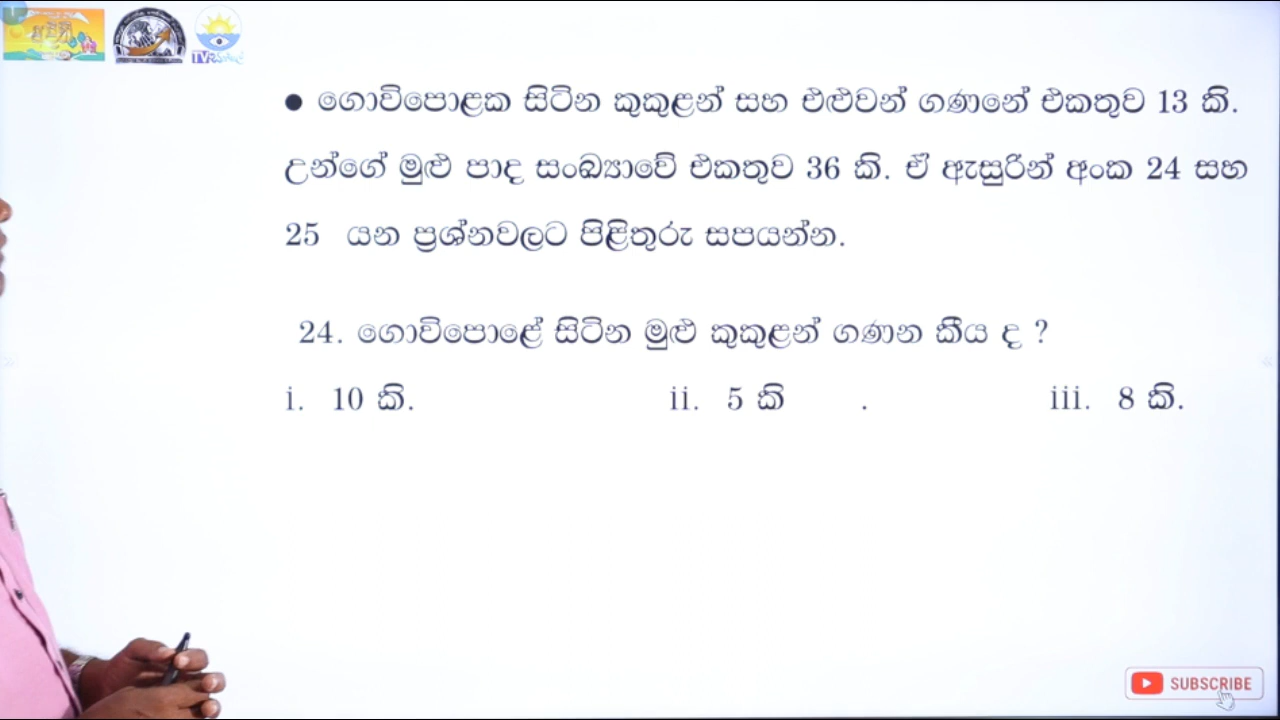 ● ගොවිපොළක සිටින කුකුළන් සහ එළුවන් ගණනේ එකතුව 13 කි.
උන්ගේ මුළු පාද සංඛ්‍යාවේ එකතුව 36 කි. ඒ ඇසුරින් අංක 24 සහ
25 යන ප්‍රශ්නවලට පිළිතුරු සපයන්න.
24. ගොවිපොළේ සිටින මුළු කුකුළන් ගණන කීය ද ?
i. 10 කි. ii. 5 කි . iii. 8 කි.
SUBSCRIBE